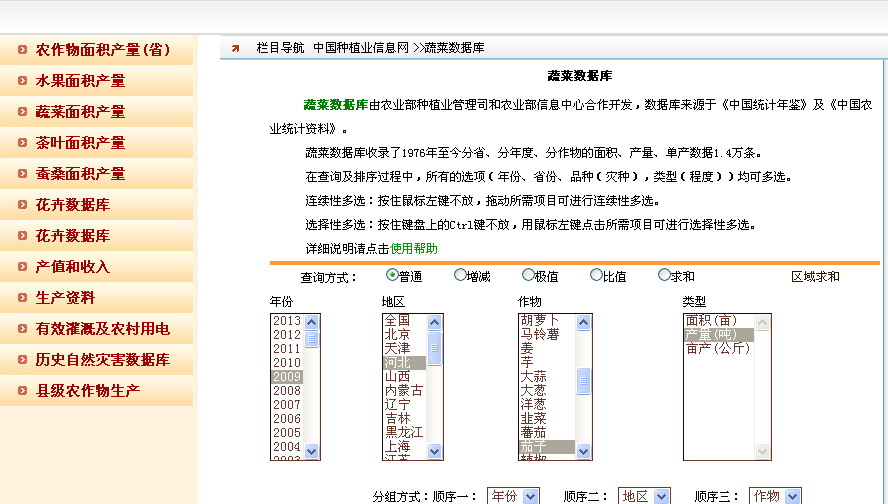 农作物面积产量(省)
水果面积产量
蔬菜面积产量
茶叶面积产量
蚕桑面积产量
花卉数据库
花卉数据库
产值和收入
生产资料
有效灌溉及农村用电
历史自然灾害数据库
县级农作物生产
栏目导航 中国种植业信息网 >>蔬菜数据库
蔬菜数据库
蔬菜数据库由农业部种植业管理司和农业部信息中心合作开发，数据库来源于《中国统计年鉴》及《中国农
业统计资料》。
蔬菜数据库收录了1976年至今分省、分年度、分作物的面积、产量、单产数据1.4万条。
在查询及排序过程中，所有的选项（年份、省份、品种（灾种），类型（程度））均可多选。
连续性多选：按住鼠标左键不放，拖动所需项目可进行连续性多选。
选择性多选：按住键盘上的Ctrl键不放，用鼠标左键点击所需项目可进行选择性多选。
详细说明请点击使用帮助
查询方式： 普通 增减 极值 比值 求和 区域求和
年份 地区 作物 类型
2013 全国 胡萝卜 面积(亩)
2012 北京 马铃薯 产量(吨)
2011 天津 姜 亩产(公斤)
2010 河北 芋
2009 山西 大蒜
2008 内蒙古 大葱
2007 辽宁 洋葱
2006 吉林 韭菜
2005 黑龙江 蕃茄
2004 上海 茄子
2003 江苏 辣椒
分组方式：顺序一： 年份 顺序二： 地区 顺序三： 作物